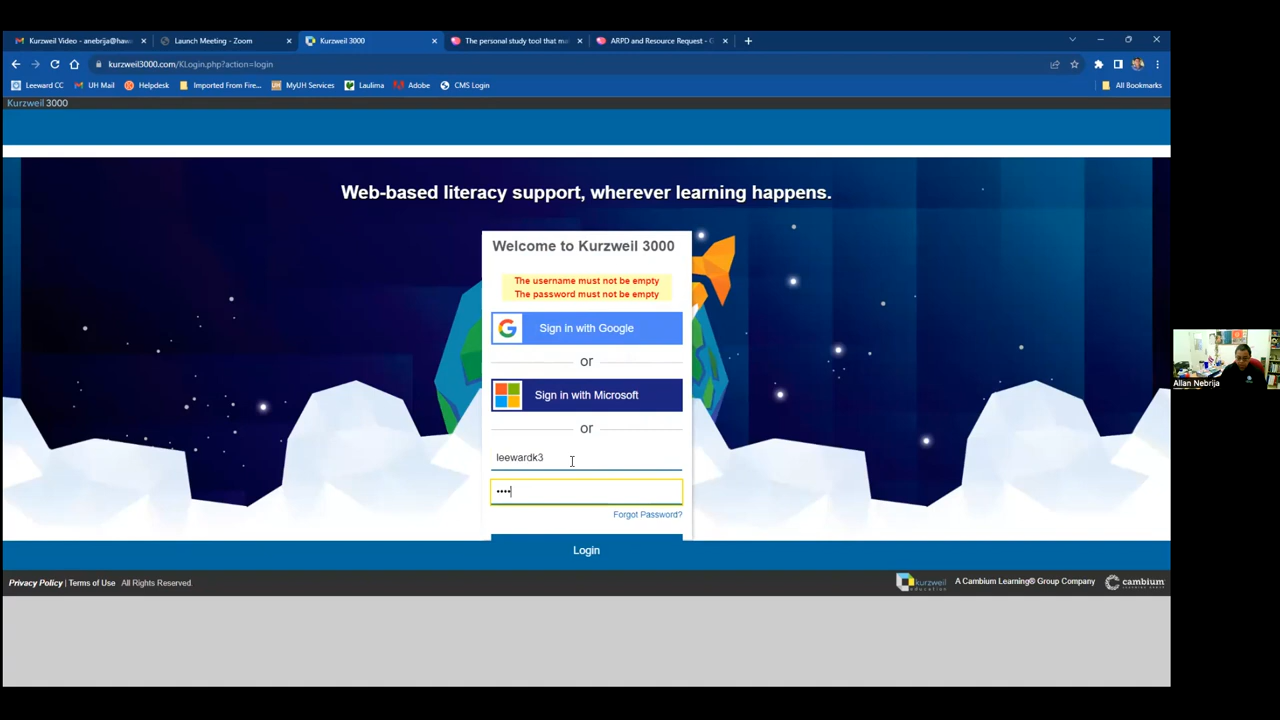 Kurzweil Video - anebrija@haw
Launch Meeting - Zoom
Kurzweil 3000
The personal study tool that ma
ARPD and Resource Request - G
kurzweil3000.com/KLogin.php?action=login
Leeward CC
UH Mail
Helpdesk
Imported From Fire...
MyUH Services
Laulima
Adobe
CMS Login
All Bookmarks
Kurzweil 3000
Web-based literacy support, wherever learning happens.
Welcome to Kurzweil 3000
The username must not be empty
The password must not be empty
Sign in with Google
or
Sign in with Microsoft
or
leewardk3
••••
Forgot Password?
Login
Privacy Policy | Terms of Use All Rights Reserved.
kurzweil education
A Cambium Learning® Group Company
cambium
Allan Nebrija